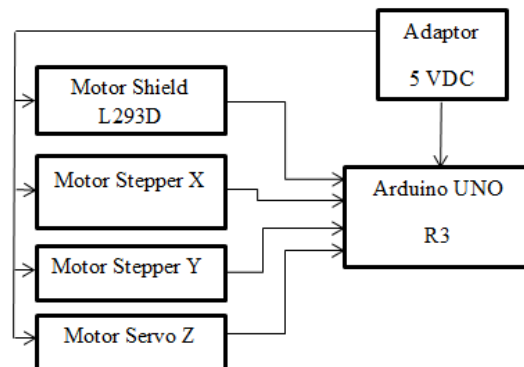 Adaptor
5 VDC
Motor Shield
L293D
Motor Stepper X
Arduino UNO
R3
Motor Stepper Y
Motor Servo Z